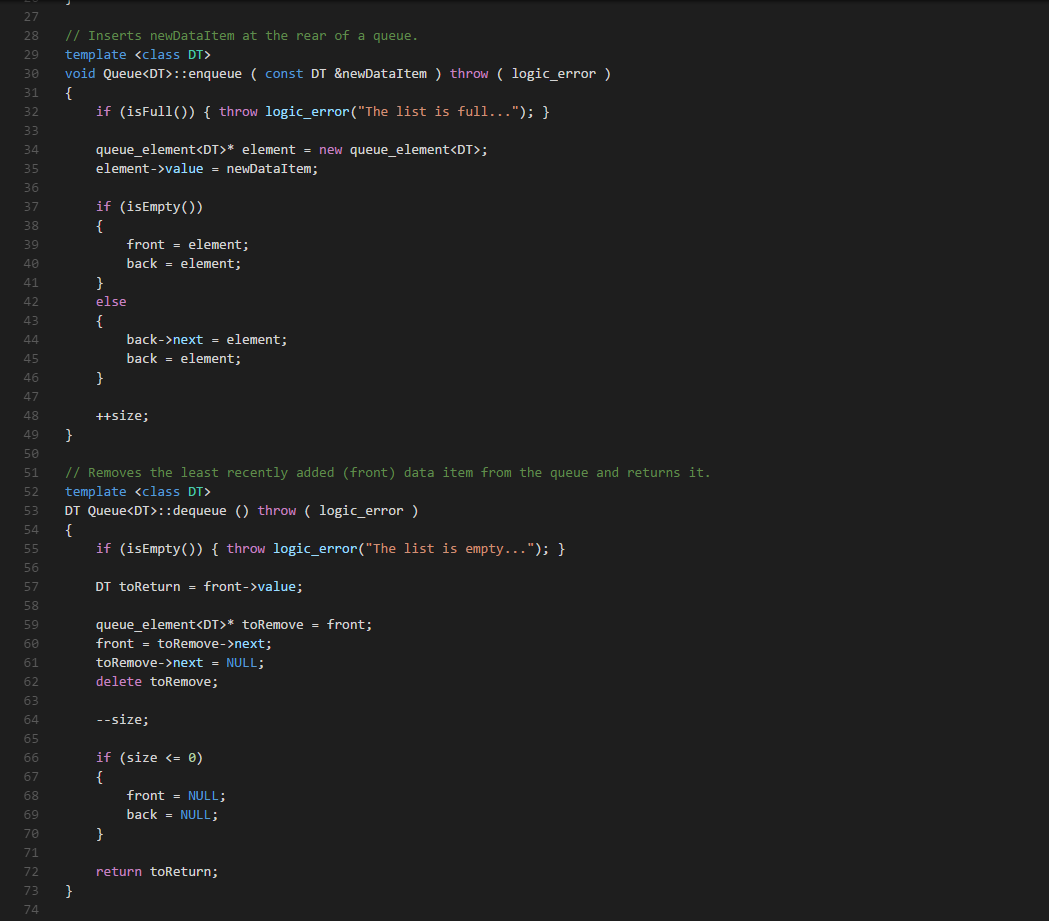 27
28 // Inserts newDataItem at the rear of a queue.
29 template <class DT>
30 void Queue<DT>::enqueue ( const DT &newDataItem ) throw ( logic_error )
31 {
32     if (isFull()) { throw logic_error("The list is full..."); }
33
34     queue_element<DT>* element = new queue_element<DT>;
35     element->value = newDataItem;
36
37     if (isEmpty())
38     {
39         front = element;
40         back = element;
41     }
42     else
43     {
44         back->next = element;
45         back = element;
46     }
47
48     ++size;
49 }
50
51 // Removes the least recently added (front) data item from the queue and returns it.
52 template <class DT>
53 DT Queue<DT>::dequeue () throw ( logic_error )
54 {
55     if (isEmpty()) { throw logic_error("The list is empty..."); }
56
57     DT toReturn = front->value;
58
59     queue_element<DT>* toRemove = front;
60     front = toRemove->next;
61     toRemove->next = NULL;
62     delete toRemove;
63
64     --size;
65
66     if (size <= 0)
67     {
68         front = NULL;
69         back = NULL;
70     }
71
72     return toReturn;
73 }
74